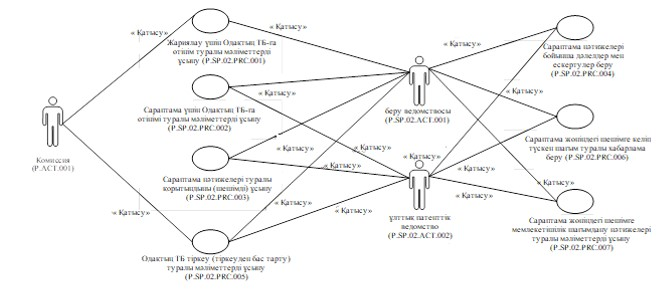 « Қатысу»
Жариялау үшін Одақтың ТБ-ға
өтінім туралы мәліметтерді
ұсыну (P.SP.02.PRC.001)
« Қатысу»
« Қатысу»
Сараптама нәтижелері
бойынша дәлелдер мен
ескертулер беру
(P.SP.02.PRC.004)
« Қатысу»
« Қатысу»
Сараптама үшін Одақтың ТБ-ға
өтінімі туралы мәліметтерді ұсыну
(P.SP.02.PRC.002)
беру ведомствосы
(P.SP.02.ACT.001)
Комиссия
(P.ACT.001)
« Қатысу»
« Қатысу»
Сараптама жөніндегі шешімге келіп
түскен шағым туралы хабарлама
беру (P.SP.02.PRC.006)
Сараптама нәтижелері туралы
қорытындыны (шешімді) ұсыну
(P.SP.02.PRC.003)
« Қатысу»
« Қатысу»
« Қатысу»
« Қатысу»
« Қатысу»
ұлттық патенттік
ведомство
(P.SP.02.ACT.002)
Сараптама жөніндегі шешімге
мемлекетішілік шағымдану нәтижелері
туралы мәліметтерді ұсыну
(P.SP.02.PRC.007)
Одақтың ТБ тіркеу (тіркеуден бас тарту)
туралы мәліметтерді ұсыну
(P.SP.02.PRC.005)